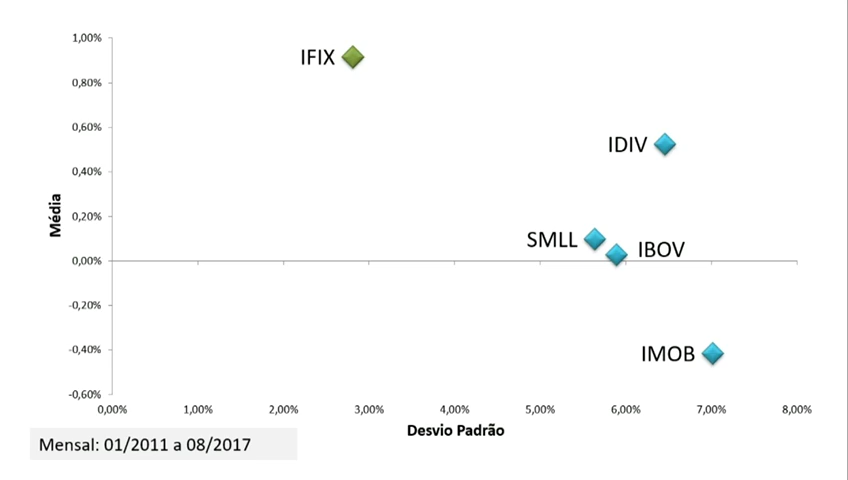 1,00%
IFIX
0,80%
0,60%
IDIV
0,40%
Média
0,20%
SMLL
IBOV
0,00%
-0,20%
IMOB
-0,40%
-0,60%
0,00% 1,00% 2,00% 3,00% 4,00% 5,00% 6,00% 7,00% 8,00%
Desvio Padrão
Mensal: 01/2011 a 08/2017